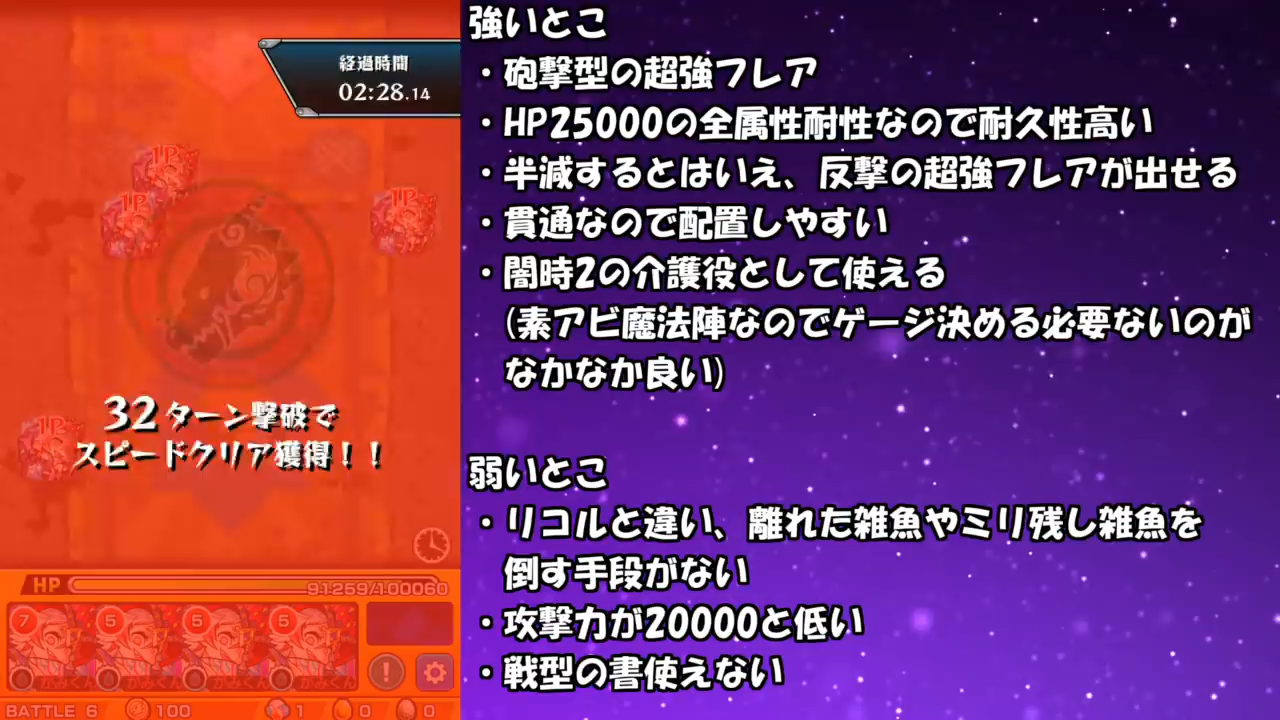 経過時間
02:28.14
1P
1P
1P
1P
32ターン撃破で
スピードクリア獲得！！
HP
91259/100060
7
5
5
5
BATTLE 6
100
1
0
0
強いとこ
・砲撃型の超強フレア
・HP25000の全属性耐性なので耐久性高い
・半減するとはいえ、反撃の超強フレアが出せる
・貫通なので配置しやすい
・闇時2の介護役として使える
(素アビ魔法陣なのでゲージ決める必要ないのが
なかなか良い)
弱いとこ
・リコルと違い、離れた雑魚やミリ残し雑魚を
倒す手段がない
・攻撃力が20000と低い
・戦型の書使えない